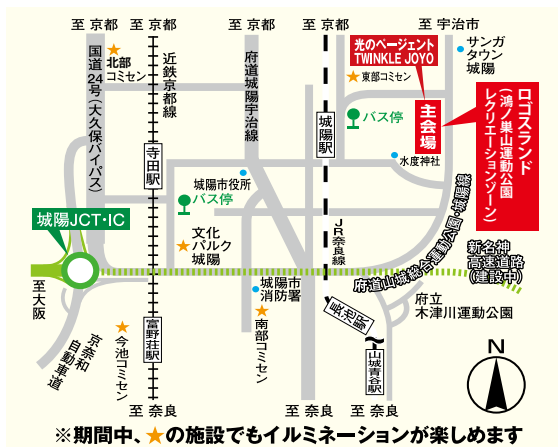 至 京都
至 京都
至 京都
至 京都
至 宇治市
国道24号(大久保バイパス)
北部
コミセン
近鉄京都線
府道城陽宇治線
光のページェント
TWINKLE JOYO
東部コミセン
サンガ
タウン
城陽
主会場
ロゴスランド
(鴻ノ巣山運動公園
レクリエーションゾーン)
バス停
城陽駅
寺田駅
水度神社
城陽市役所
バス停
城陽JCT・IC
文化
パルク
城陽
JR奈良線
府道山城総合運動公園・城陽線
新名神
高速道路
(建設中)
至 大阪
城陽市
消防署
長池駅
府立
木津川運動公園
京奈和
自動車道
今池コミセン
富野荘駅
南部コミセン
山城青谷駅
N
至 奈良
至 奈良
至 奈良
※期間中、★の施設でもイルミネーションが楽しめます